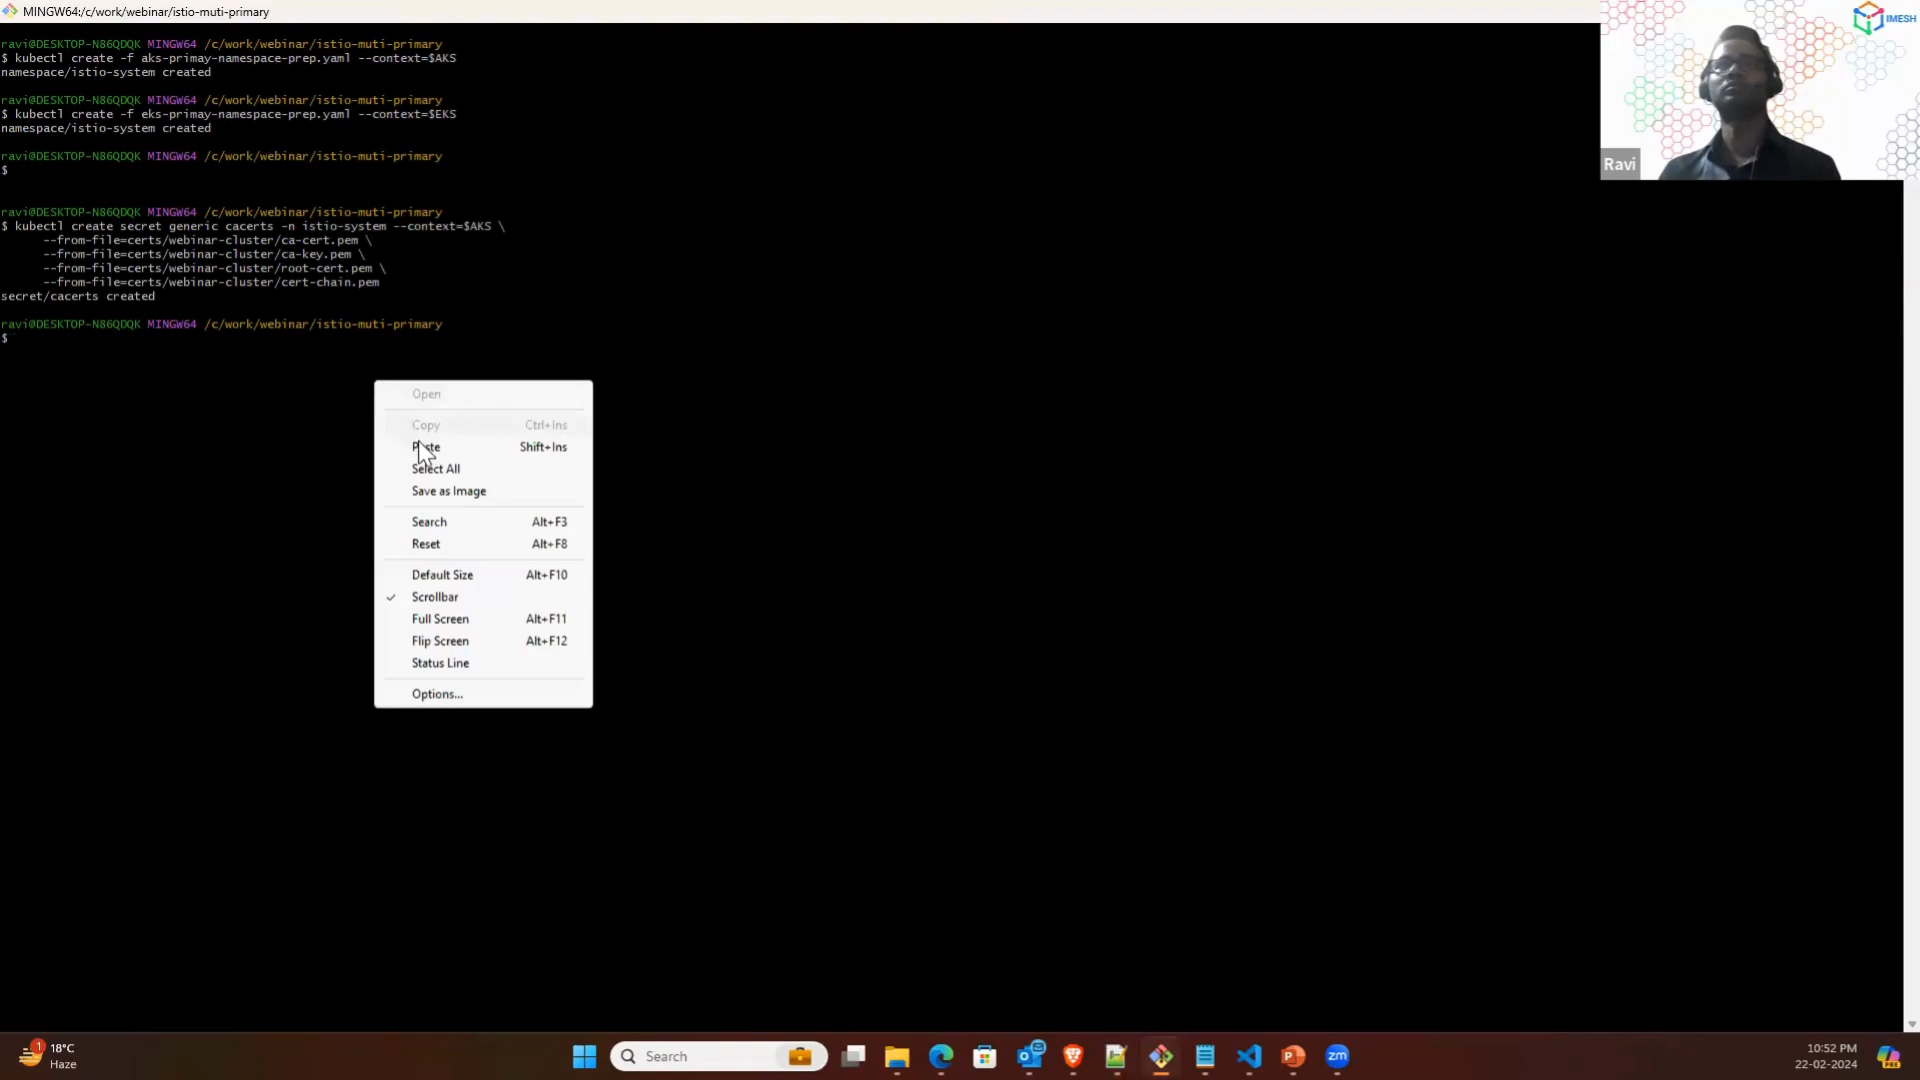 MINGW64:/c/work/webinar/istio-muti-primary
IMESH
Ravi
ravi@DESKTOP-N86QDQK MINGW64 /c/work/webinar/istio-muti-primary
$ kubectl create -f aks-primay-namespace-prep.yaml --context=$AKS
namespace/istio-system created
ravi@DESKTOP-N86QDQK MINGW64 /c/work/webinar/istio-muti-primary
$ kubectl create -f eks-primay-namespace-prep.yaml --context=$EKS
namespace/istio-system created
ravi@DESKTOP-N86QDQK MINGW64 /c/work/webinar/istio-muti-primary
$
ravi@DESKTOP-N86QDQK MINGW64 /c/work/webinar/istio-muti-primary
$ kubectl create secret generic cacerts -n istio-system --context=$AKS \
--from-file=certs/webinar-cluster/ca-cert.pem \
--from-file=certs/webinar-cluster/ca-key.pem \
--from-file=certs/webinar-cluster/root-cert.pem \
--from-file=certs/webinar-cluster/cert-chain.pem
secret/cacerts created
ravi@DESKTOP-N86QDQK MINGW64 /c/work/webinar/istio-muti-primary
$
Open
Copy Ctrl+Ins
Paste Shift+Ins
Select All
Save as Image
Search Alt+F3
Reset Alt+F8
Default Size Alt+F10
Scrollbar
Full Screen Alt+F11
Flip Screen Alt+F12
Status Line
Options...
1
18°C
Haze
Search
zm
10:52 PM
22-02-2024
PRE